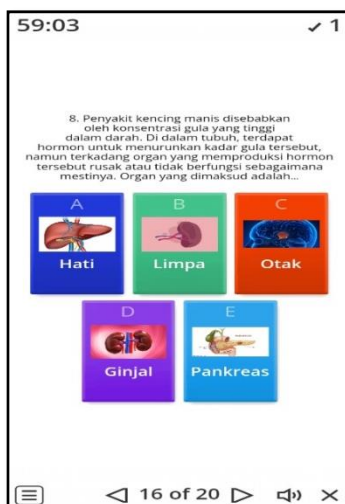 59:03
✓ 1
8. Penyakit kencing manis disebabkan
oleh konsentrasi gula yang tinggi
dalam darah. Di dalam tubuh, terdapat
hormon untuk menurunkan kadar gula tersebut,
namun terkadang organ yang memproduksi hormon
tersebut rusak atau tidak berfungsi sebagaimana
mestinya. Organ yang dimaksud adalah...
A
Hati
B
Limpa
C
Otak
D
Ginjal
E
Pankreas
16 of 20